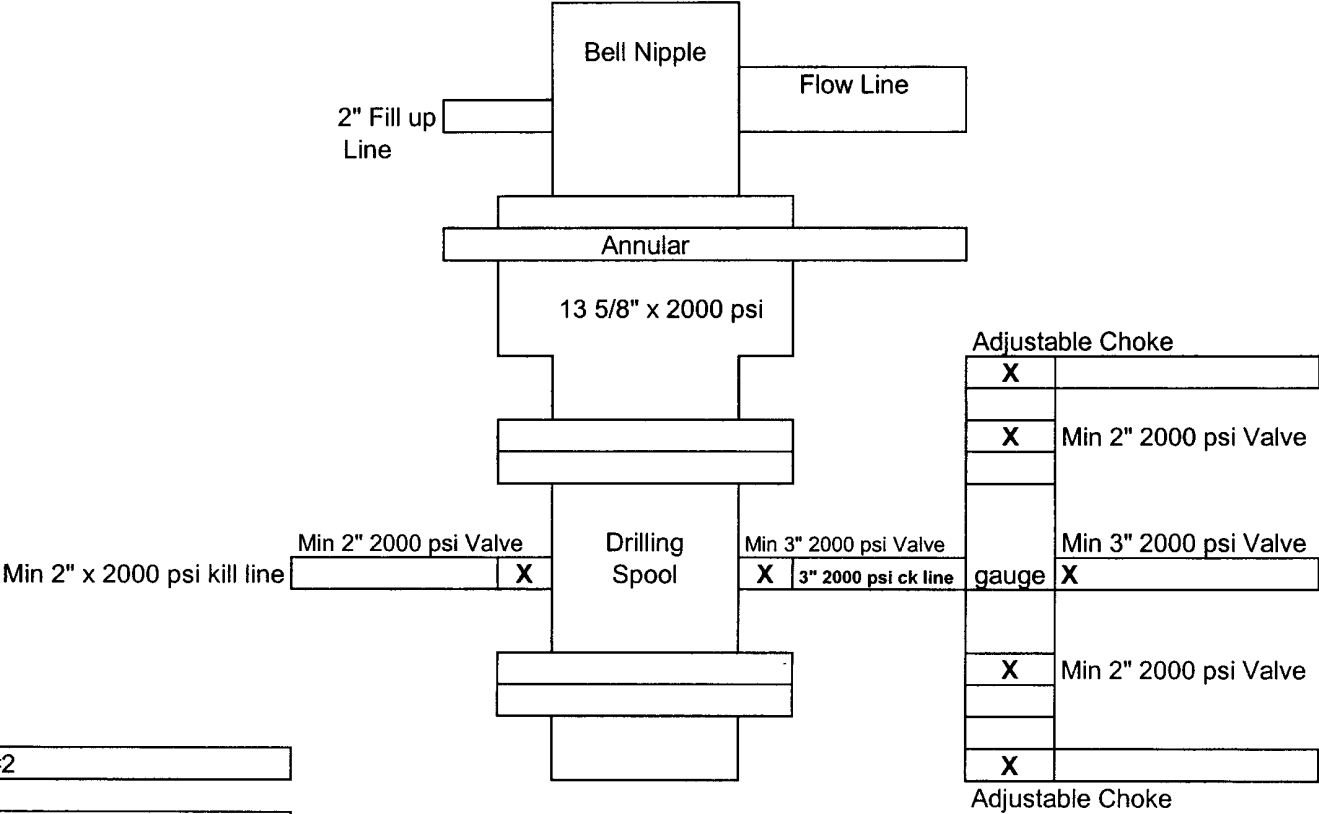 Bell Nipple
Flow Line
2" Fill up
Line
Annular
13 5/8" x 2000 psi
Adjustable Choke
X
X Min 2" 2000 psi Valve
Min 2" 2000 psi Valve
Drilling
Spool
Min 3" 2000 psi Valve
Min 3" 2000 psi Valve
Min 2" x 2000 psi kill line
X
X
3" 2000 psi ck line
gauge
X
X Min 2" 2000 psi Valve
2
X
Adjustable Choke